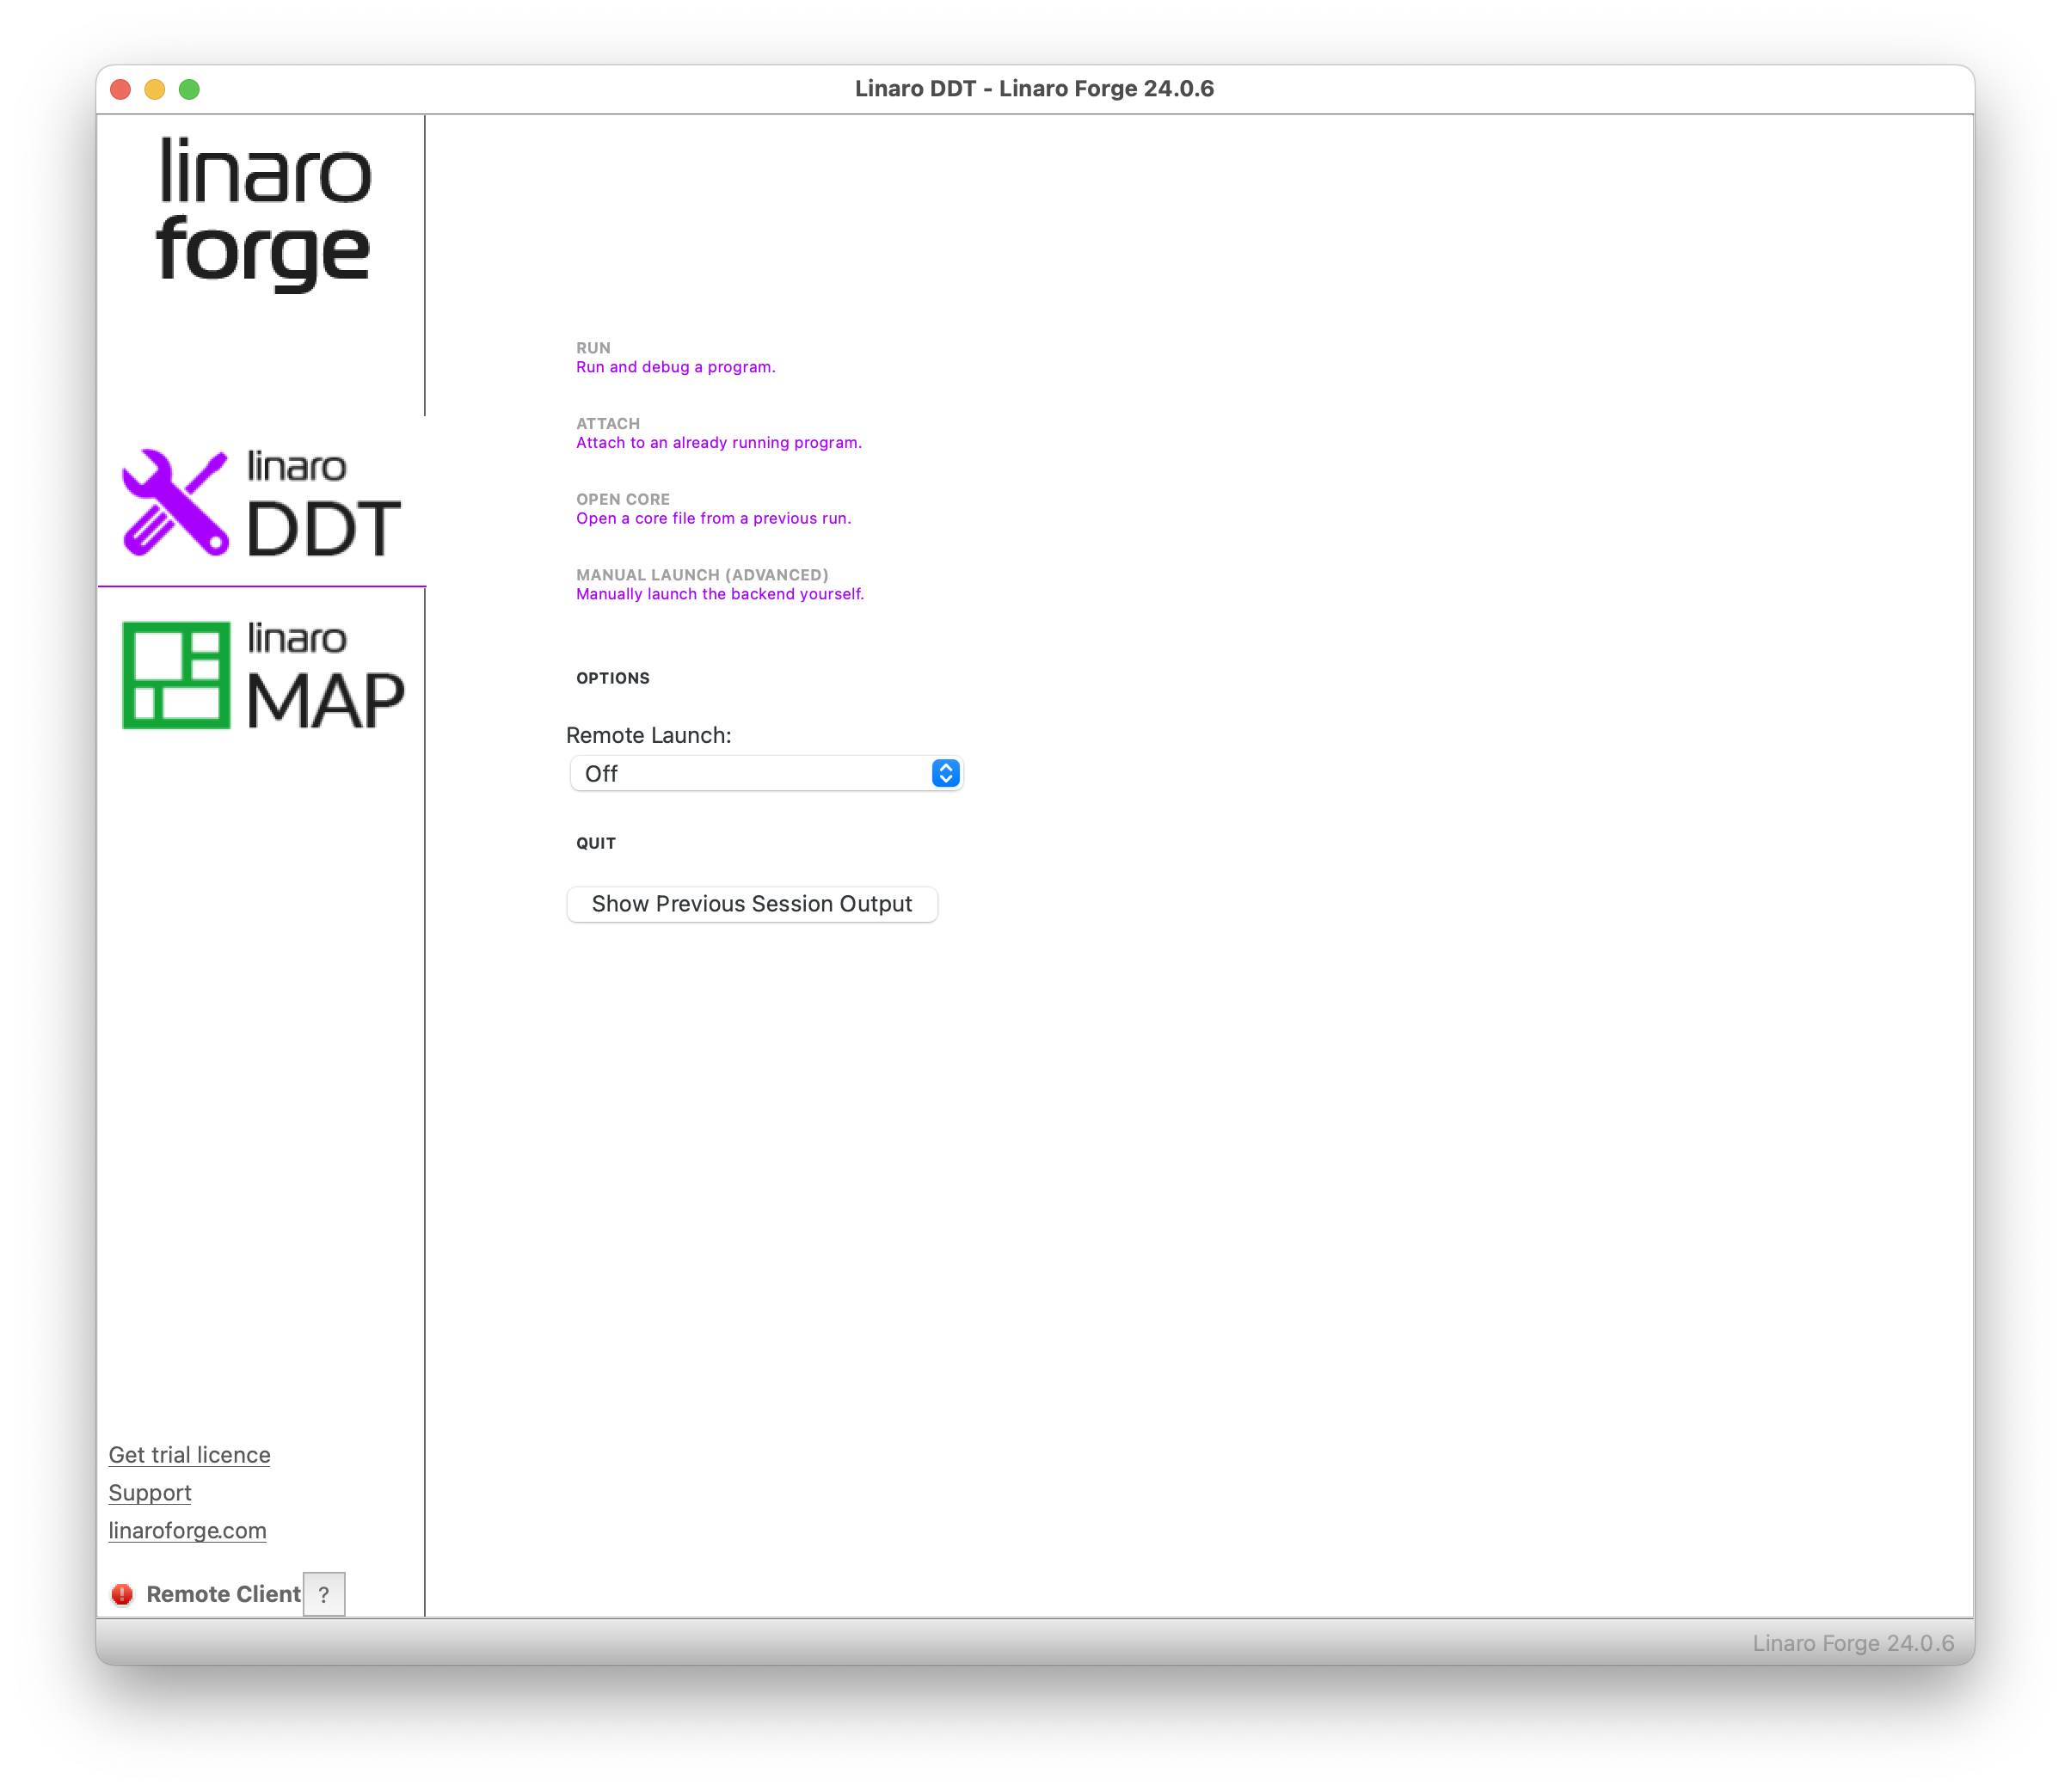 Linaro DDT - Linaro Forge 24.0.6
linaro
forge
linaro
DDT
linaro
MAP
RUN
Run and debug a program.
ATTACH
Attach to an already running program.
OPEN CORE
Open a core file from a previous run.
MANUAL LAUNCH (ADVANCED)
Manually launch the backend yourself.
OPTIONS
Remote Launch:
Off
QUIT
Show Previous Session Output
Get trial licence
Support
linaroforge.com
Remote Client ?
Linaro Forge 24.0.6